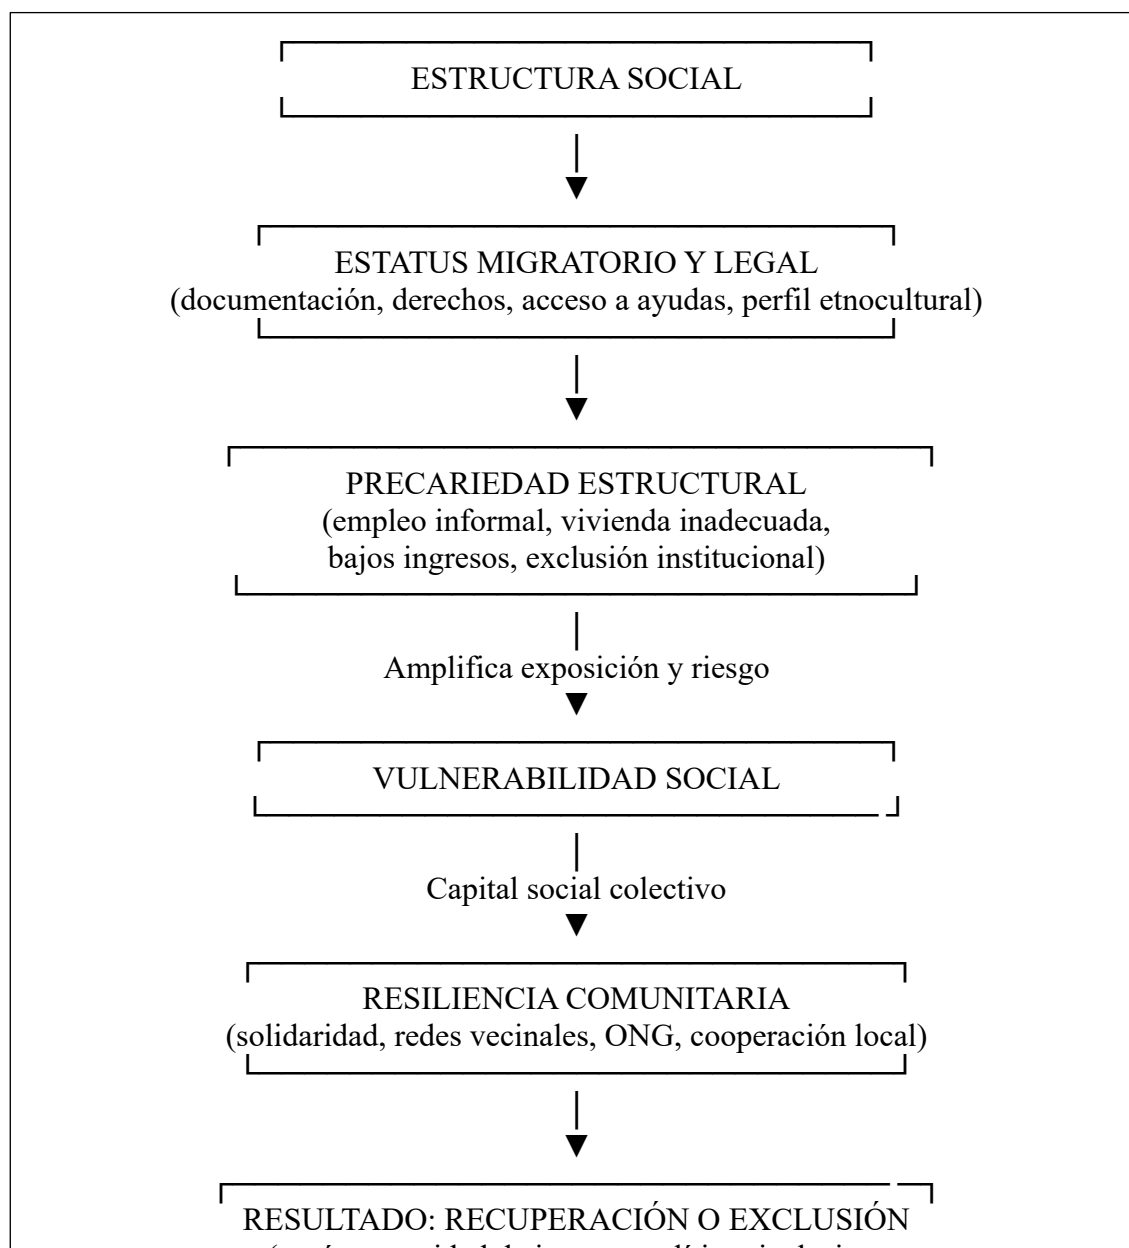 ESTRUCTURA SOCIAL
ESTATUS MIGRATORIO Y LEGAL
(documentación, derechos, acceso a ayudas, perfil etnocultural)
PRECARIEDAD ESTRUCTURAL
(empleo informal, vivienda inadecuada,
bajos ingresos, exclusión institucional)
Amplifica exposición y riesgo
VULNERABILIDAD SOCIAL
Capital social colectivo
RESILIENCIA COMUNITARIA
(solidaridad, redes vecinales, ONG, cooperación local)
RESULTADO: RECUPERACIÓN O EXCLUSIÓN